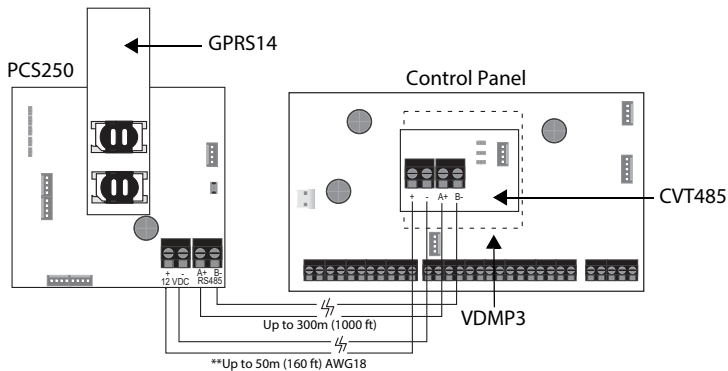 GPRS14
PCS250
Control Panel
CVT485
+ - A+ B-
+ - A+ B-
12 VDC RS485
VDMP3
Up to 300m (1000 ft)
**Up to 50m (160 ft) AWG18